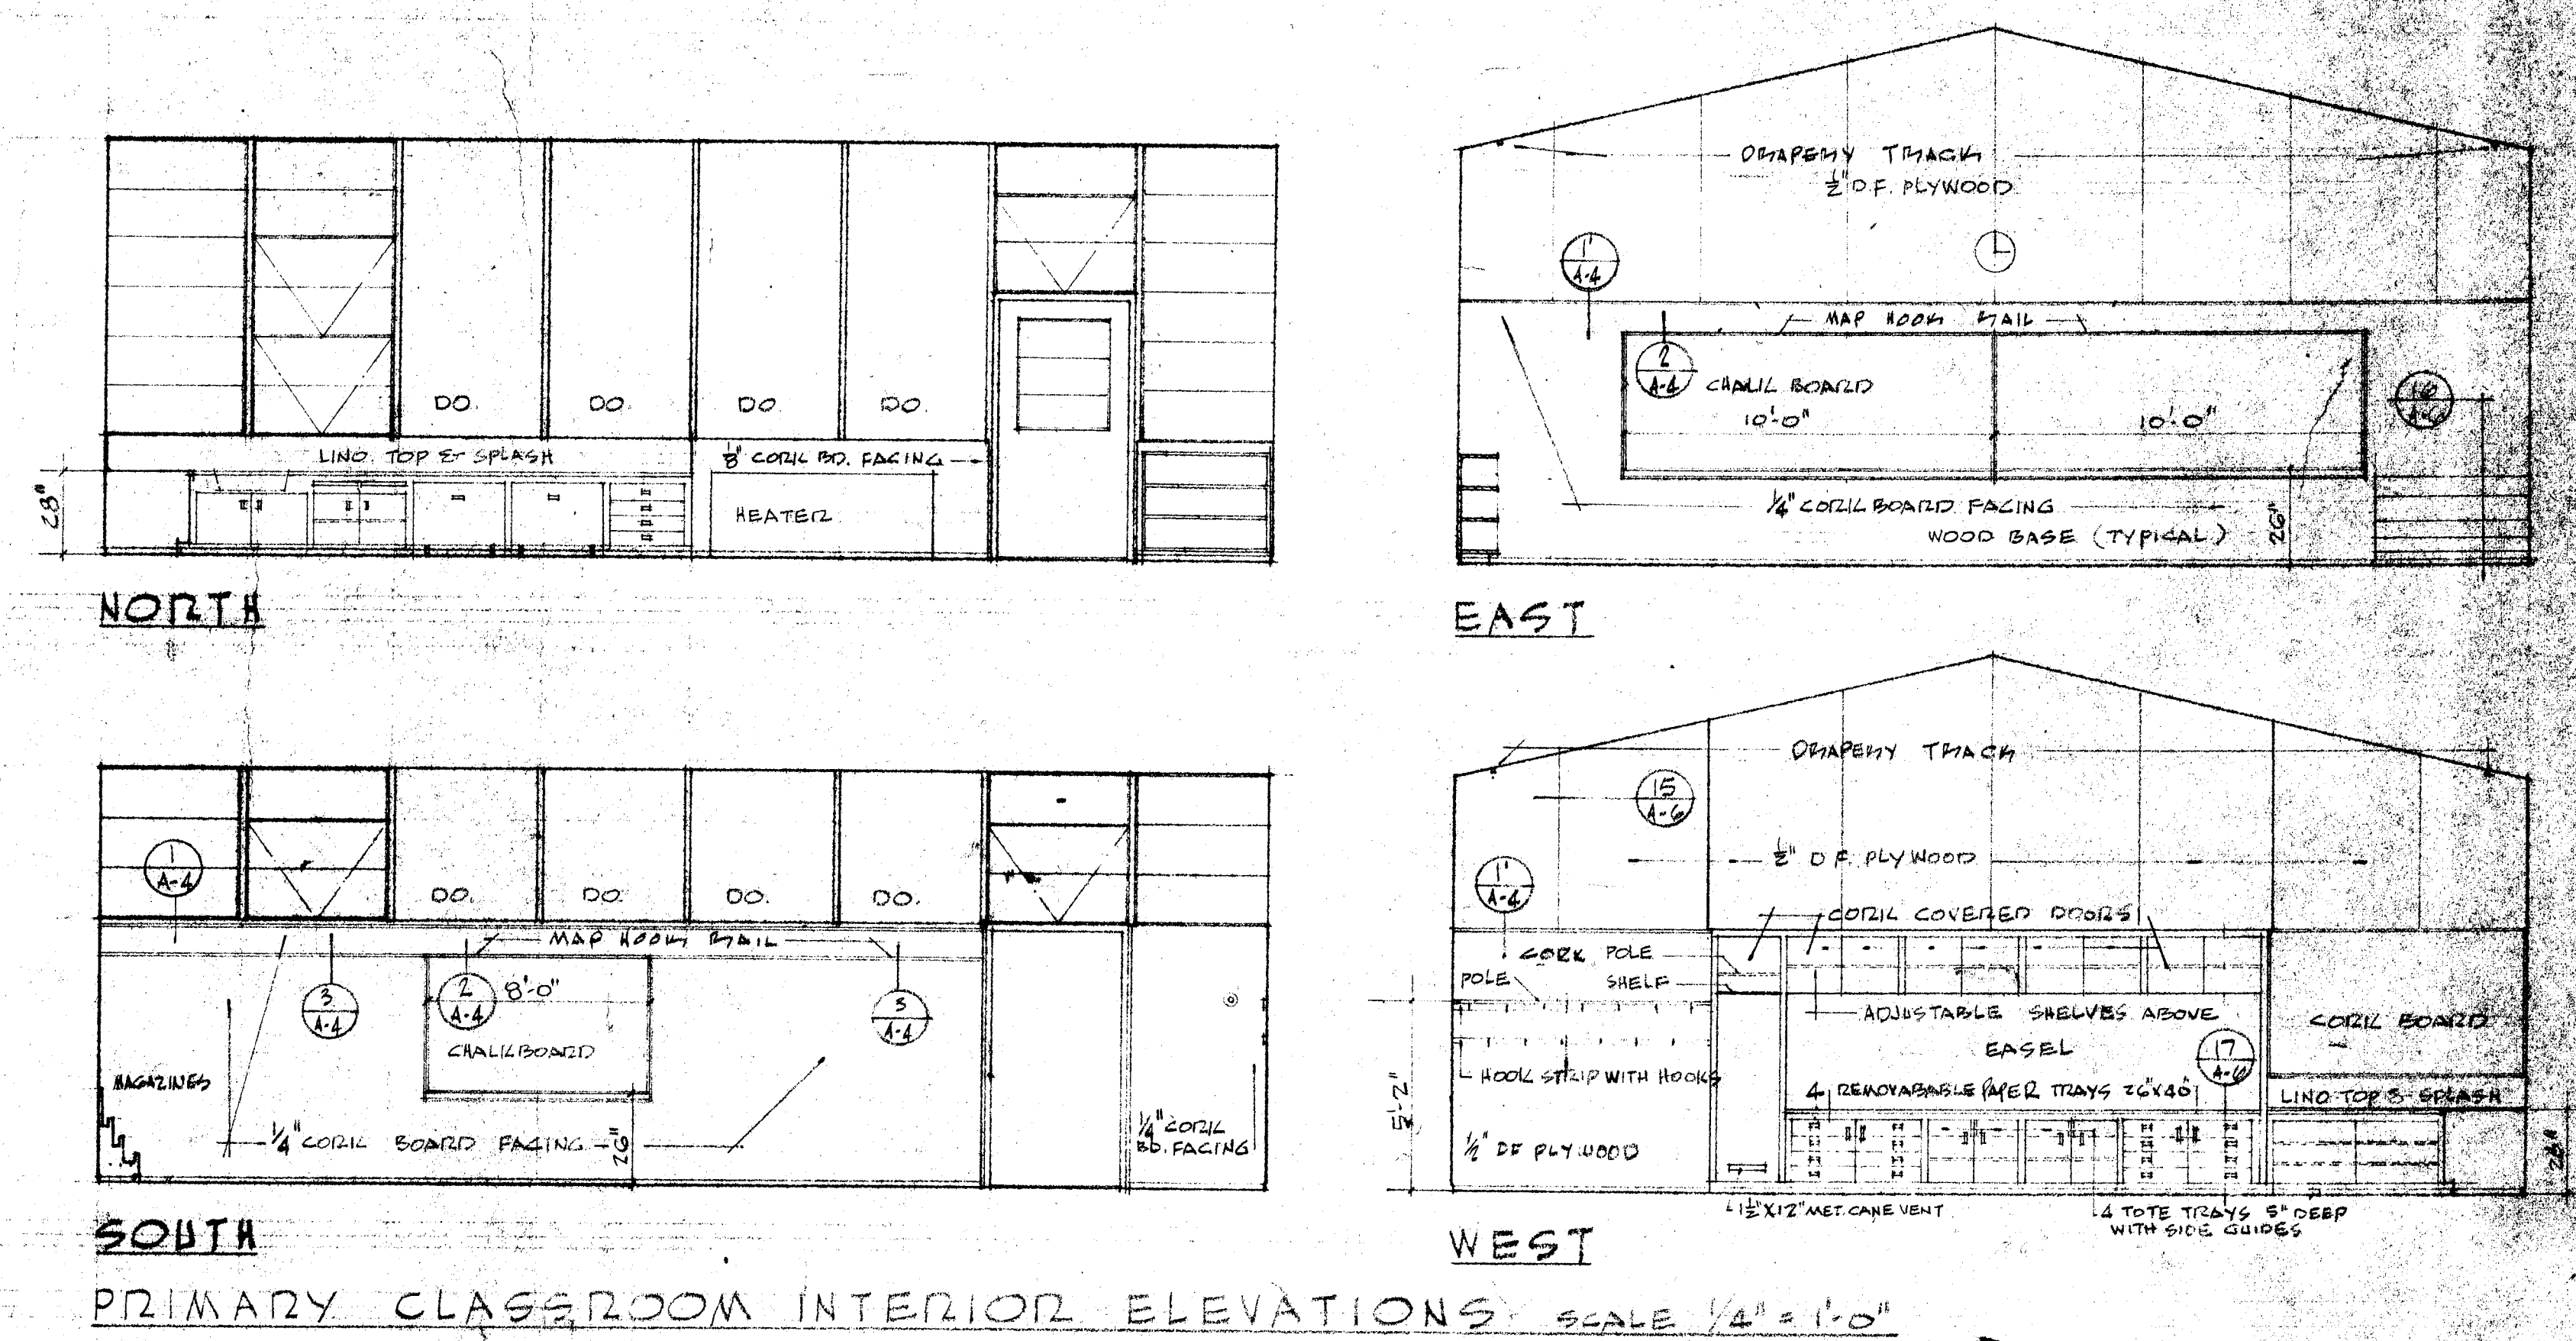 DO.
DO.
DO
DO.
LINO. TOP & SPLASH
1/8" CORK BD. FACING
28"
HEATER
NORTH
DRAPERY TRACK
1/2" D.F. PLYWOOD
1'
A-4
MAP HOOK RAIL
2
A-4
CHALK BOARD
10'-0"
10'-0"
16
A-6
1/4" CORK BOARD FACING
WOOD BASE (TYPICAL)
26"
EAST
1
A-4
DO.
DO.
DO.
DO.
MAP HOOK RAIL
3
A-4
2
A-4
8'-0"
3
A-4
CHALKBOARD
MAGAZINES
1/4" CORK BOARD FACING
26"
1/4" CORK
BD. FACING
SOUTH
DRAPERY TRACK
15
A-6
1/2" D.F. PLYWOOD
1'
A-4
CORK COVERED DOORS
CORK POLE
POLE
SHELF
ADJUSTABLE SHELVES ABOVE
CORK BOARD
EASEL
17
A-6
HOOK STRIP WITH HOOKS
4 REMOVABABLE PAPER TRAYS 26"X40"
LINO TOP & SPLASH
5'-2"
1/2" DF PLYWOOD
28"
1 1/2"X12" MET. CANE VENT
4 TOTE TRAYS 5" DEEP
WITH SIDE GUIDES
WEST
PRIMARY CLASSROOM INTERIOR ELEVATIONS SCALE 1/4" = 1'-0"